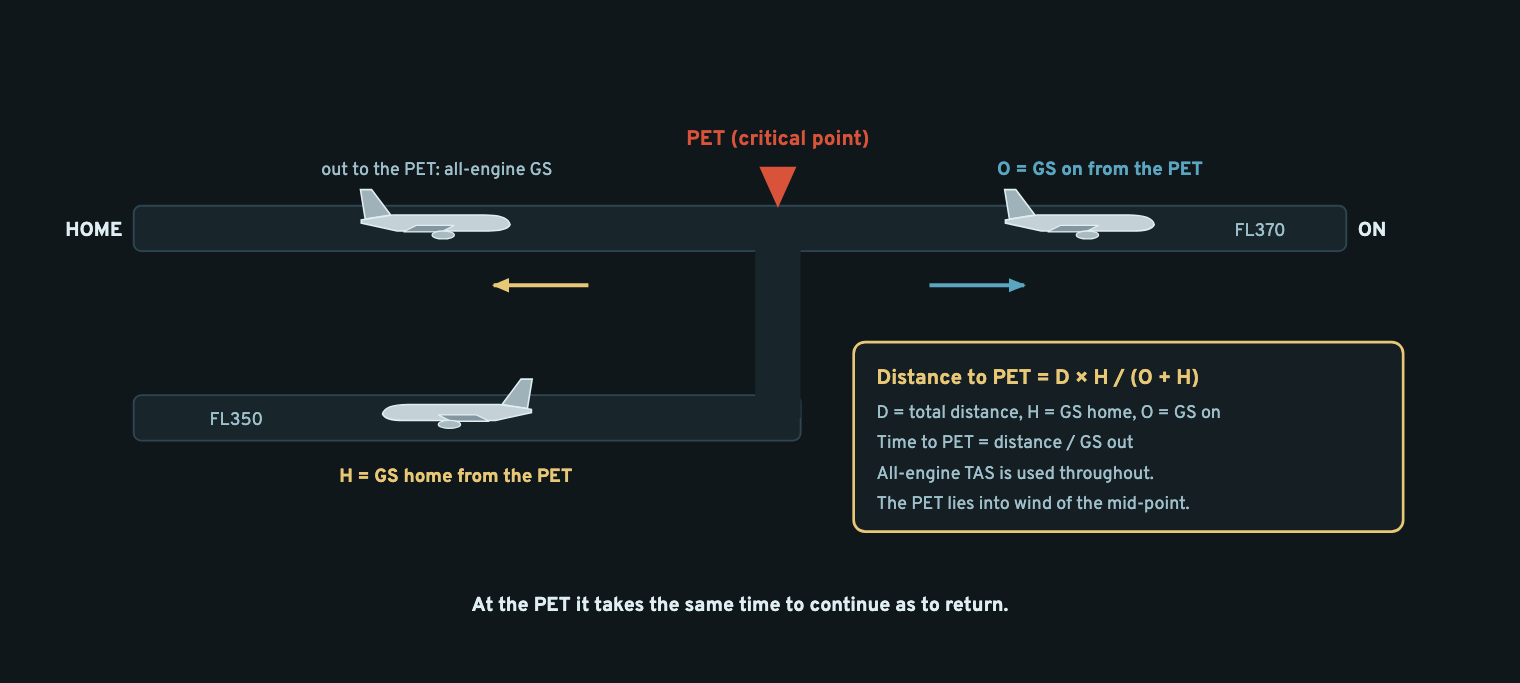 PET (critical point)
out to the PET: all-engine GS
O = GS on from the PET
HOME
FL370
ON
FL350
H = GS home from the PET
Distance to PET = D × H / (O + H)
D = total distance, H = GS home, O = GS on
Time to PET = distance / GS out
All-engine TAS is used throughout.
The PET lies into wind of the mid-point.
At the PET it takes the same time to continue as to return.